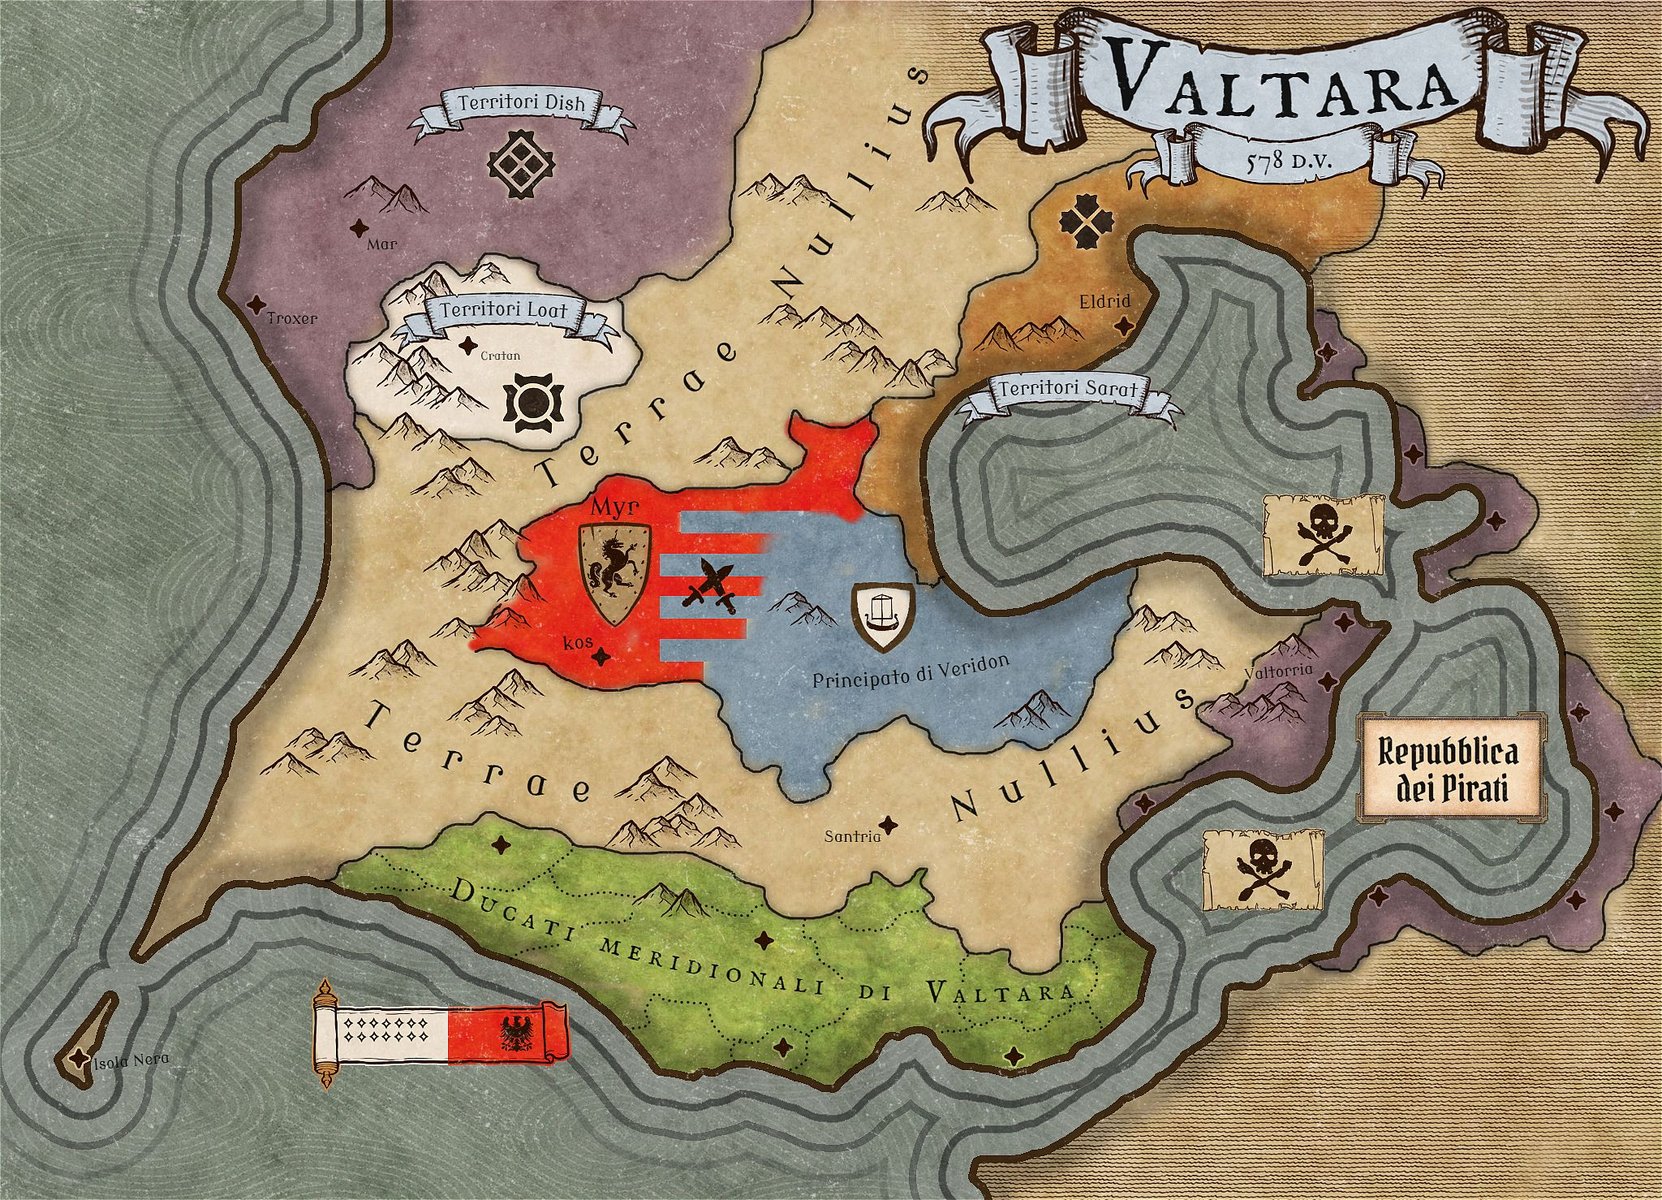 VALTARA
578 D.V.
Territori Dish
Mar
Troxer
Territori Loat
Cratan
Terrae Nullius
Eldrid
Territori Sarat
Myr
kos
Principato di Veridon
Valtorria
Terrae Nullius
Repubblica
dei Pirati
Santria
DUCATI MERIDIONALI DI VALTARA
Isola Nera